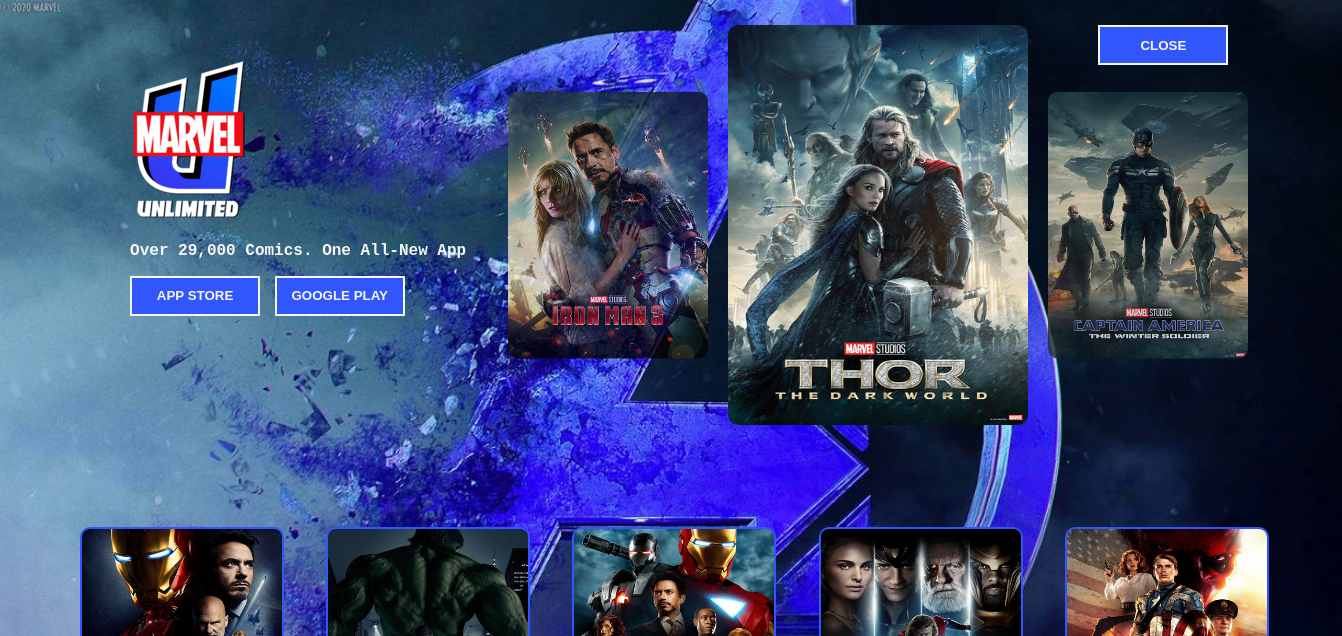 (C) 2020 MARVEL
CLOSE
MARVEL
UNLIMITED
Over 29,000 Comics. One All-New App
APP STORE
GOOGLE PLAY
MARVEL STUDIOS
IRON MAN 3
MARVEL STUDIOS
THOR
THE DARK WORLD
MARVEL
MARVEL STUDIOS
CAPTAIN AMERICA
THE WINTER SOLDIER